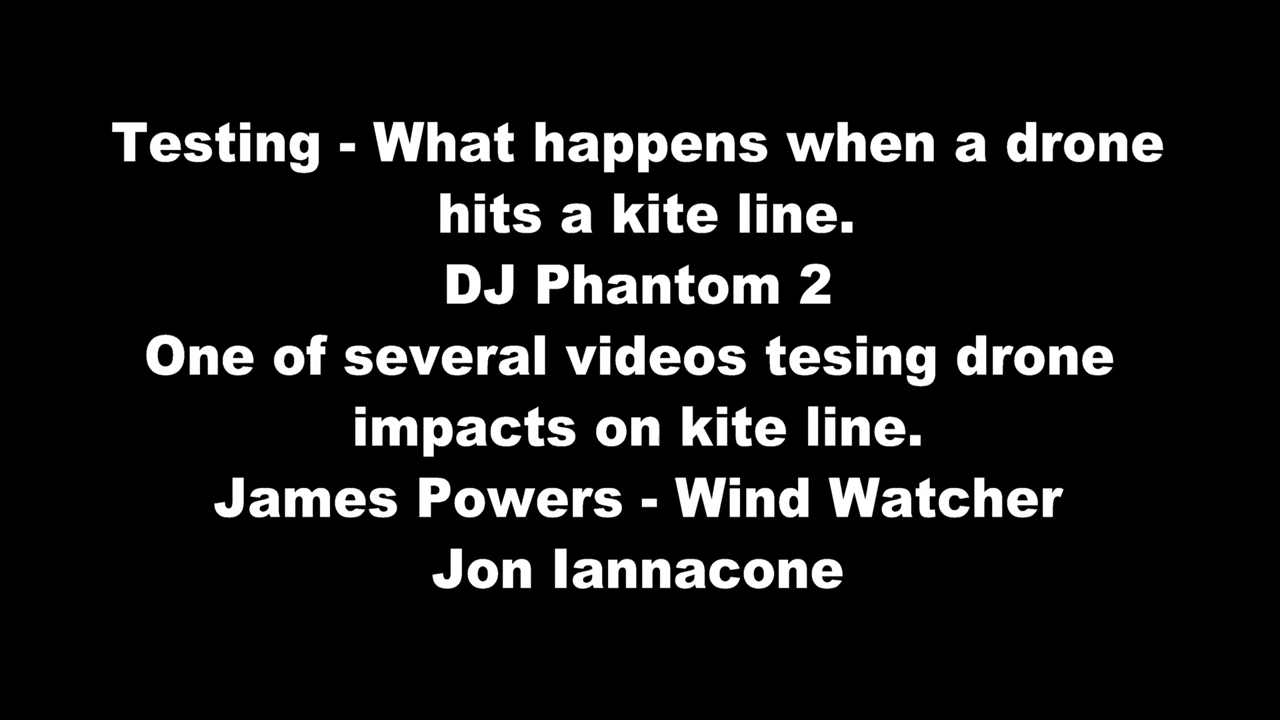 Testing - What happens when a drone
hits a kite line.
DJ Phantom 2
One of several videos tesing drone
impacts on kite line.
James Powers - Wind Watcher
Jon Iannacone